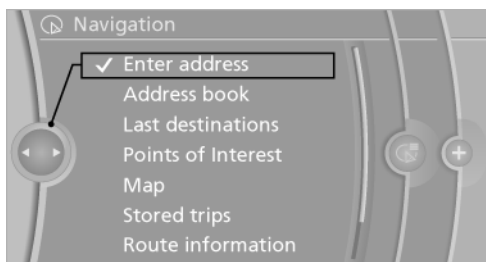 Navigation
Enter address
Address book
Last destinations
Points of Interest
Map
Stored trips
Route information